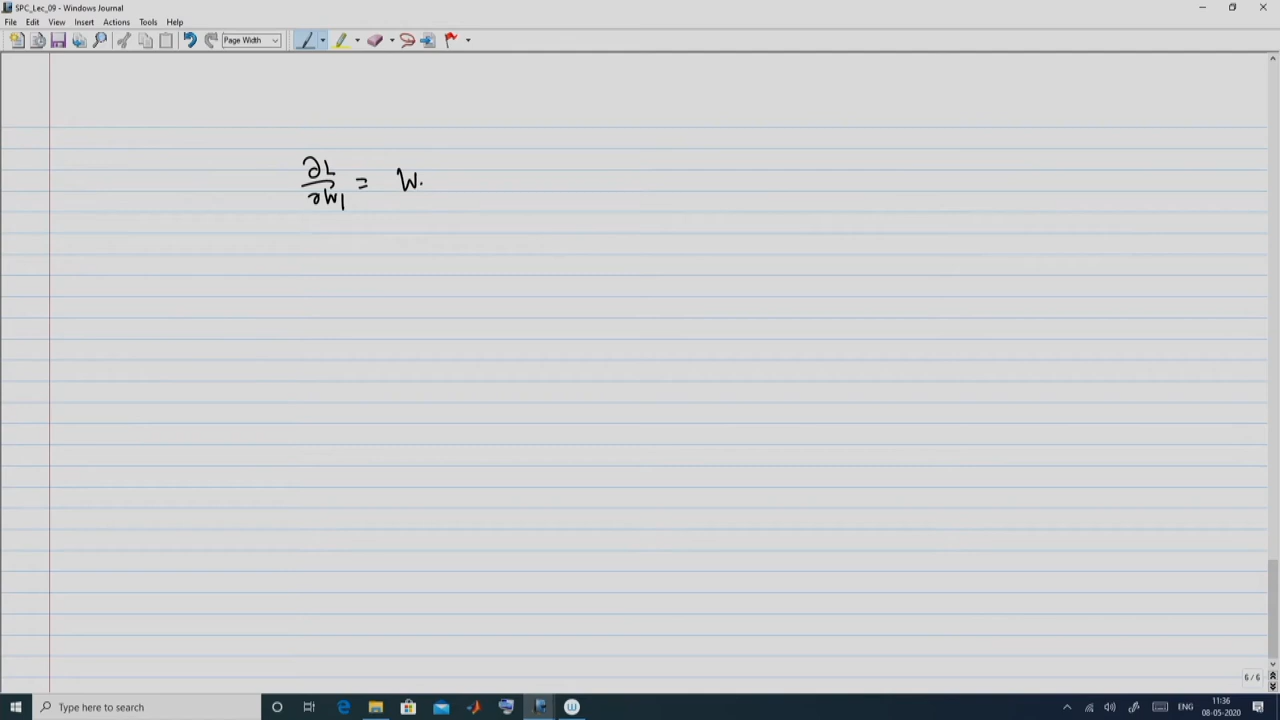 SPC_Lec_09 - Windows Journal
File Edit View Insert Actions Tools Help
Page Width
∂L/∂W1 = W.
6 / 6
Type here to search
ENG
11:36
08-05-2020